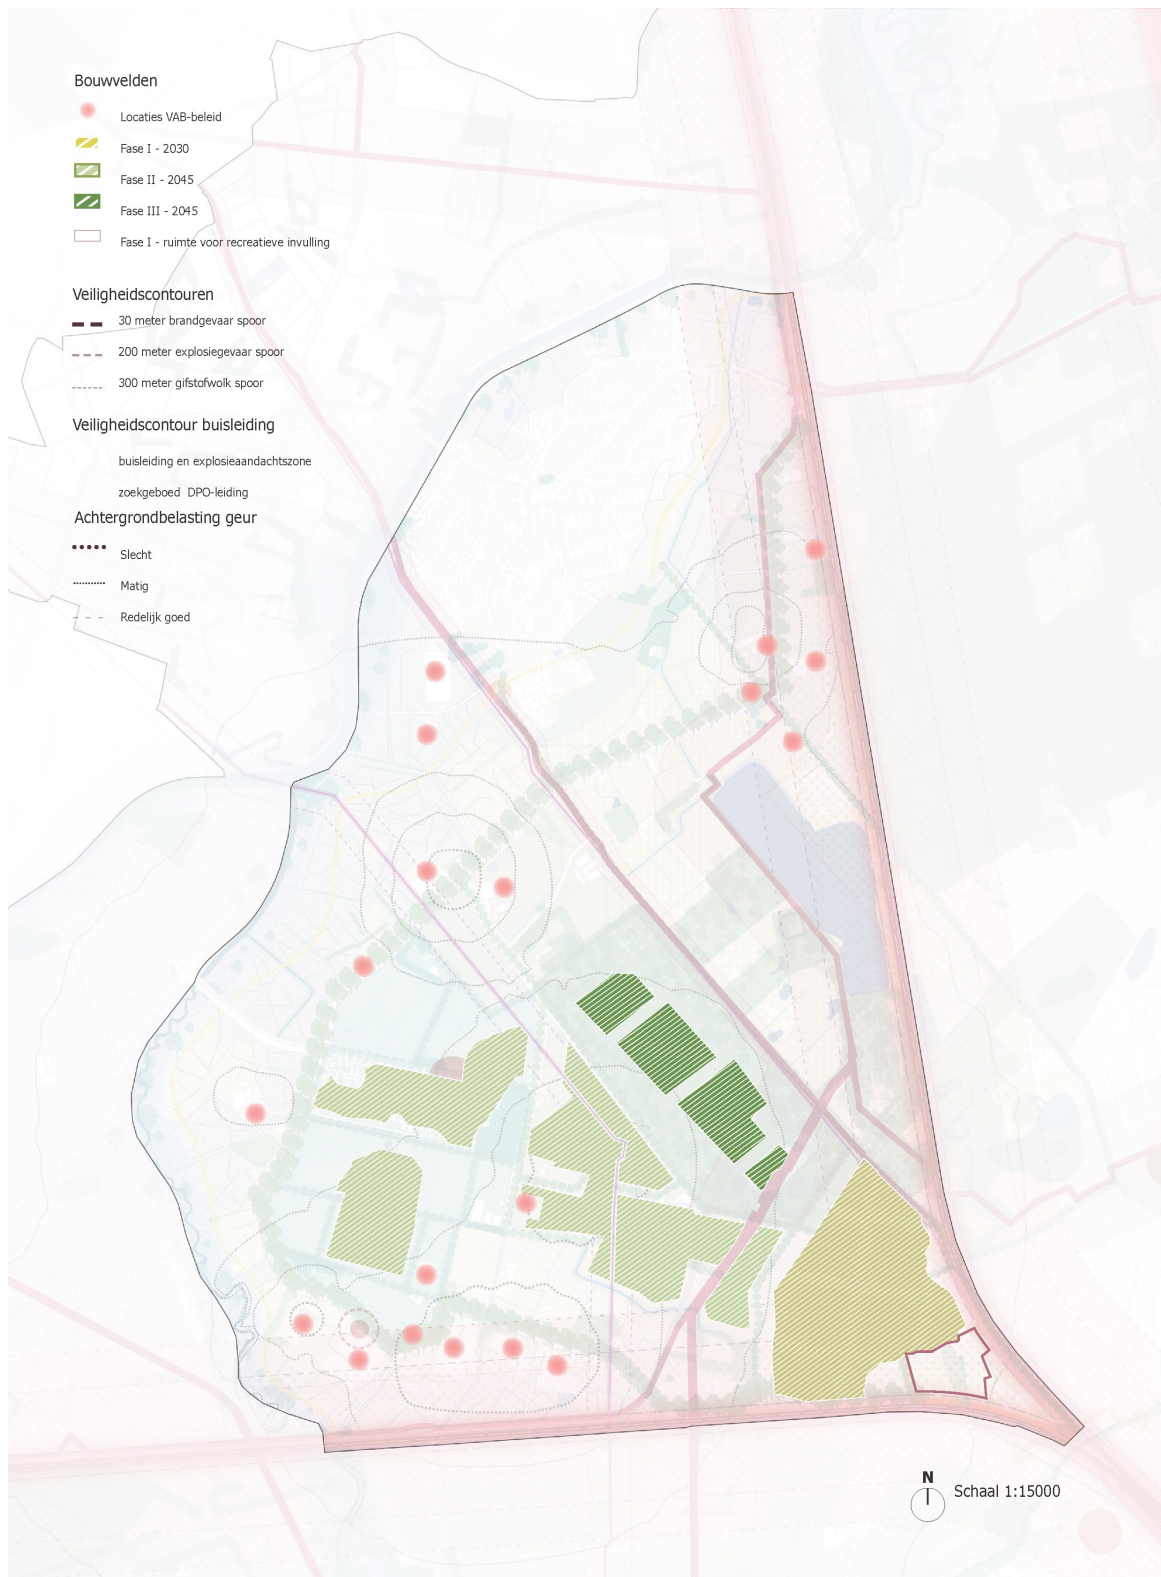 Bouwvelden
Locaties VAB-beleid
Fase I - 2030
Fase II - 2045
Fase III - 2045
Fase I - ruimte voor recreatieve invulling
Veiligheidscontouren
30 meter brandgevaar spoor
200 meter explosiegevaar spoor
300 meter gifstofwolk spoor
Veiligheidscontour buisleiding
buisleiding en explosieaandachtszone
zoekgeboed DPO-leiding
Achtergrondbelasting geur
Slecht
Matig
Redelijk goed
N
Schaal 1:15000